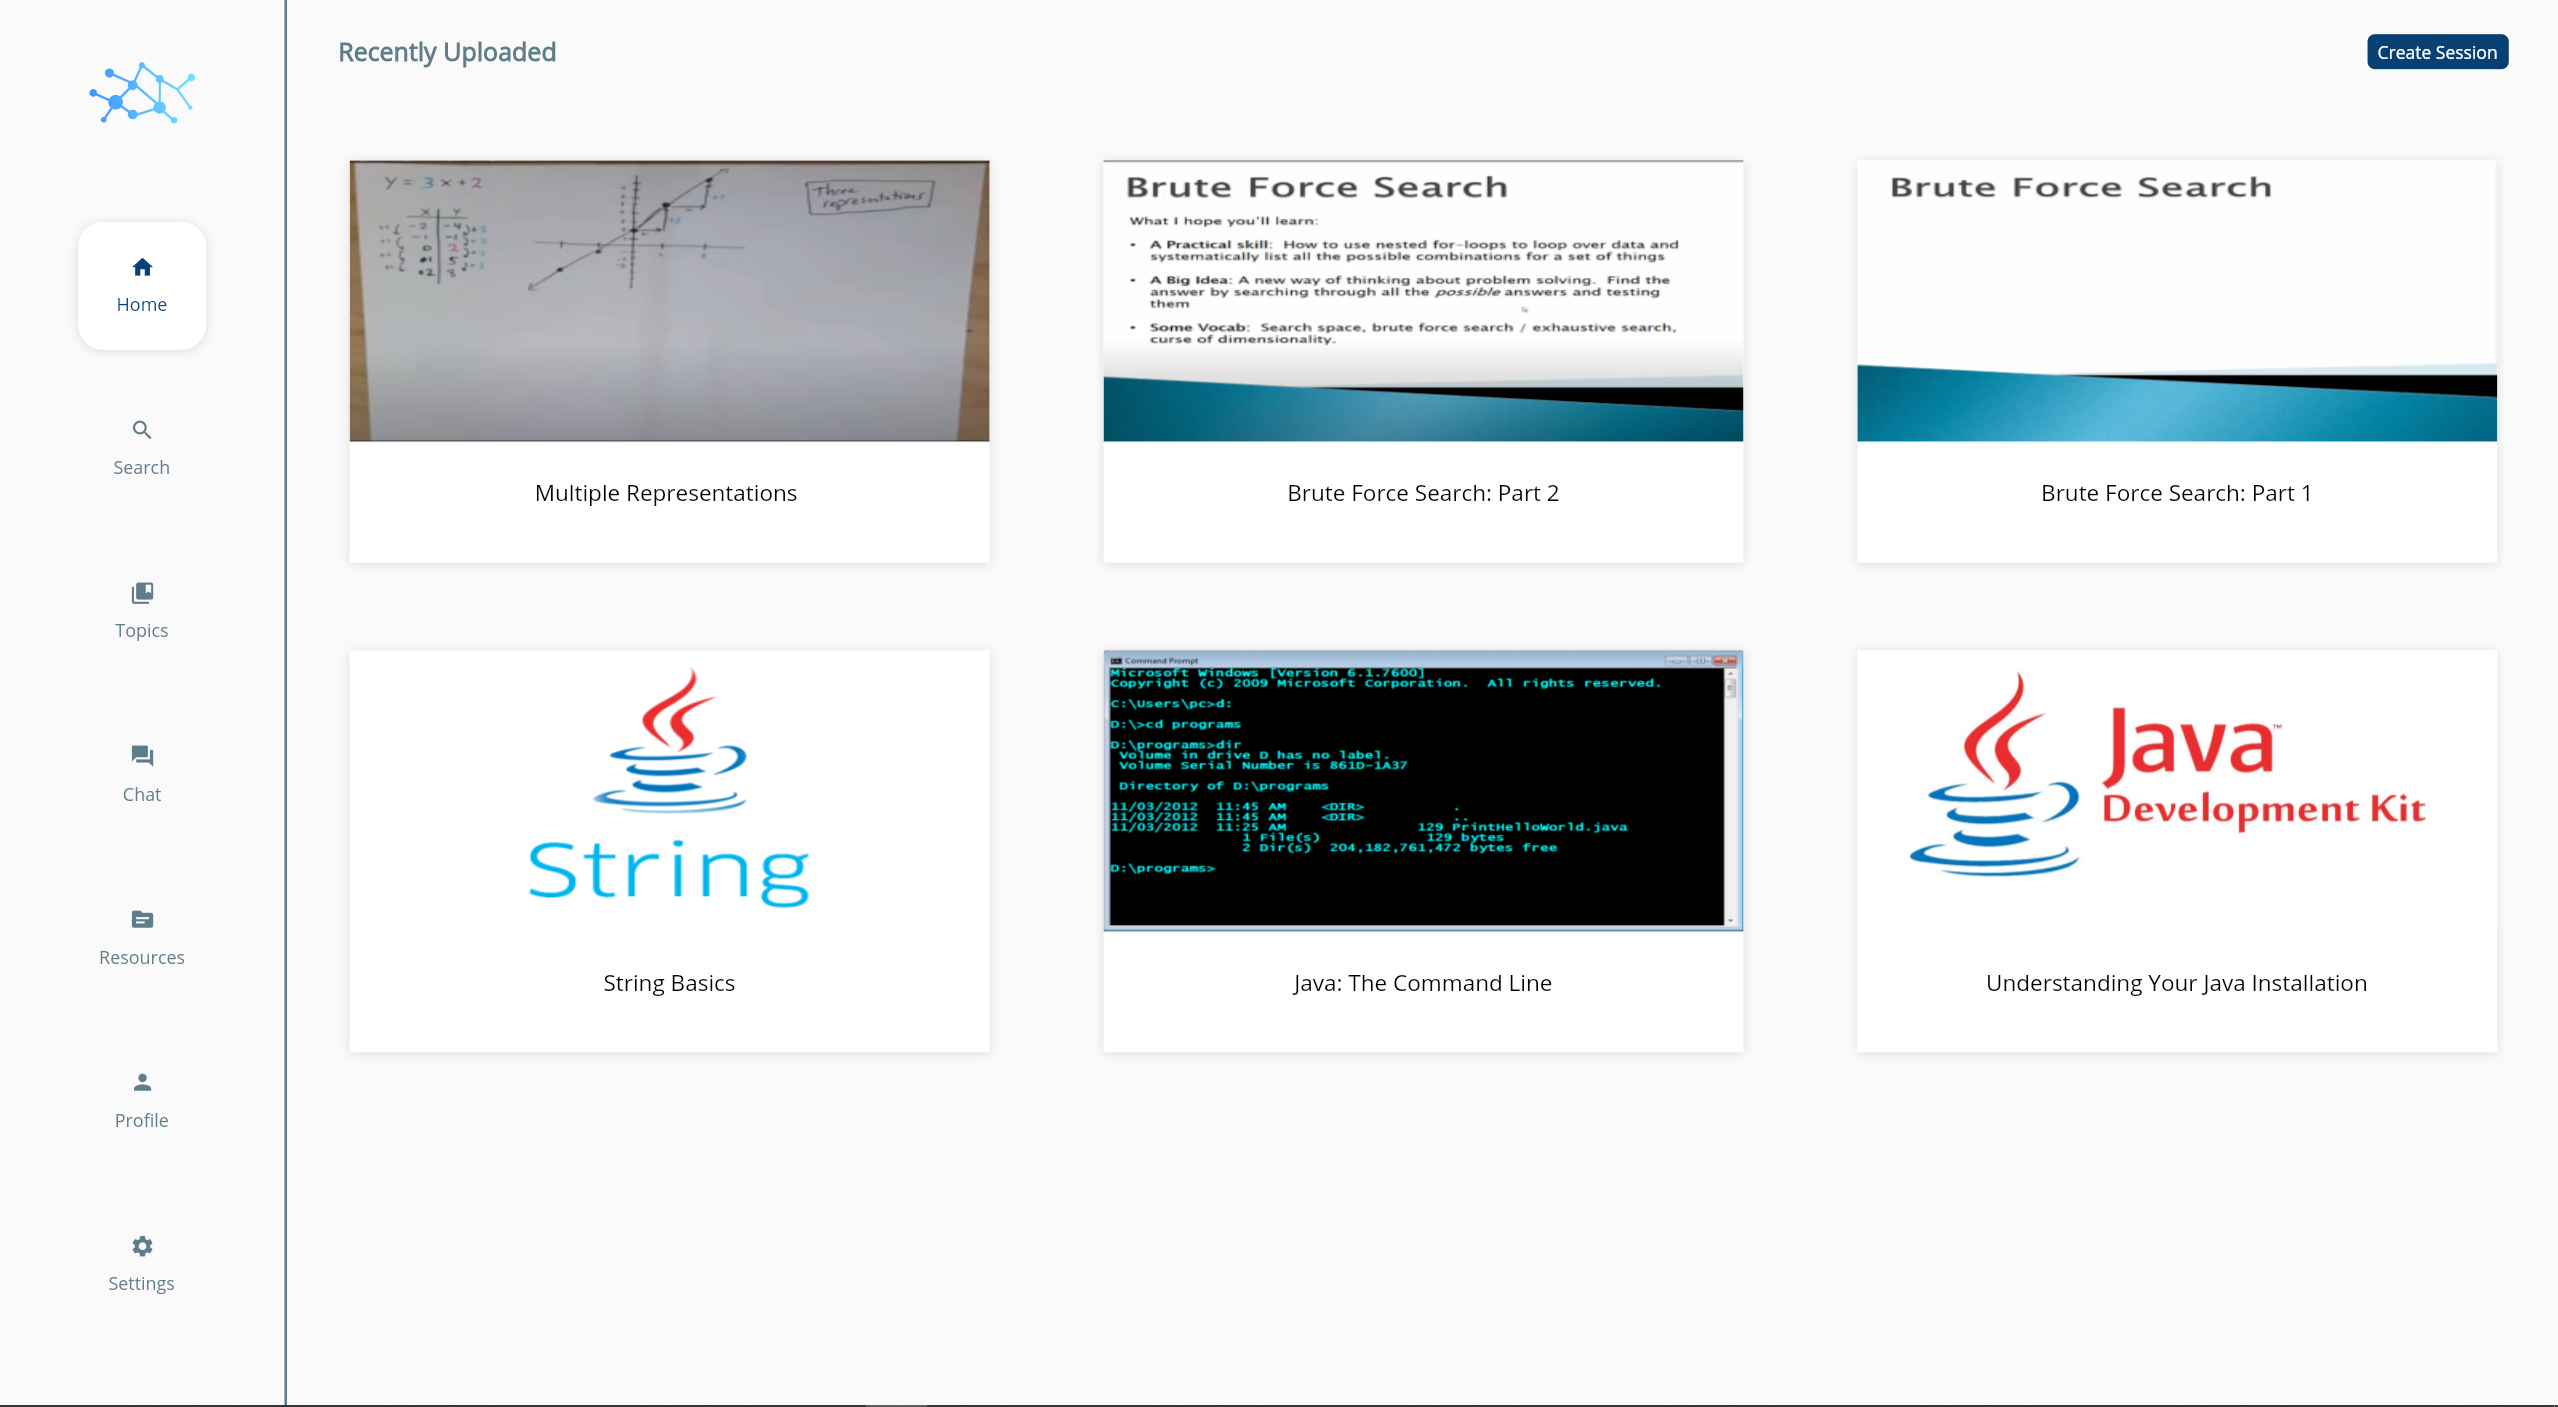 Recently Uploaded
Create Session
Home
Search
Topics
Chat
Resources
Profile
Settings
Y = 3x+2
Three
representations
X Y
-2 -4
-1 -1
0 2
1 5
2 8
Multiple Representations
Brute Force Search
What I hope you'll learn:
• A Practical skill: How to use nested for-loops to loop over data and
systematically list all the possible combinations for a set of things
• A Big Idea: A new way of thinking about problem solving. Find the
answer by searching through all the possible answers and testing
them
• Some Vocab: Search space, brute force search / exhaustive search,
curse of dimensionality.
Brute Force Search: Part 2
Brute Force Search
Brute Force Search: Part 1
String
String Basics
Command Prompt
Microsoft Windows [Version 6.1.7600]
Copyright (c) 2009 Microsoft Corporation. All rights reserved.
C:\Users\pc>d:
D:\>cd programs
D:\programs>dir
Volume in drive D has no label.
Volume Serial Number is 861D-1A37
Directory of D:\programs
11/03/2012 11:45 AM <DIR> .
11/03/2012 11:45 AM <DIR> ..
11/03/2012 11:25 AM 129 PrintHelloWorld.java
1 File(s) 129 bytes
2 Dir(s) 204,182,761,472 bytes free
D:\programs>
Java: The Command Line
Java™
Development Kit
Understanding Your Java Installation